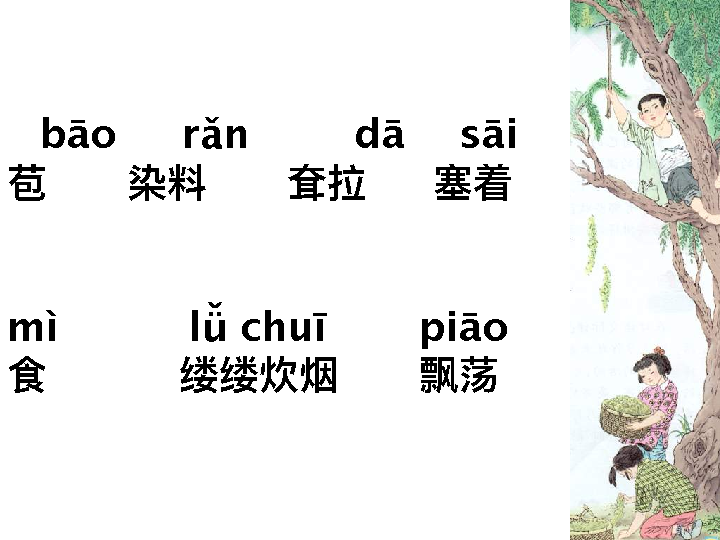 bāo rǎn dā sāi
苞 染料 耷拉 塞着
mì lǚ chuī piāo
食 缕缕炊烟 飘荡